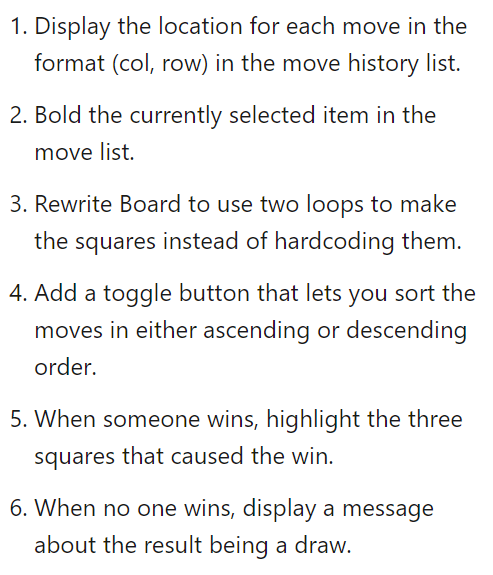 1. Display the location for each move in the
format (col, row) in the move history list.
2. Bold the currently selected item in the
move list.
3. Rewrite Board to use two loops to make
the squares instead of hardcoding them.
4. Add a toggle button that lets you sort the
moves in either ascending or descending
order.
5. When someone wins, highlight the three
squares that caused the win.
6. When no one wins, display a message
about the result being a draw.